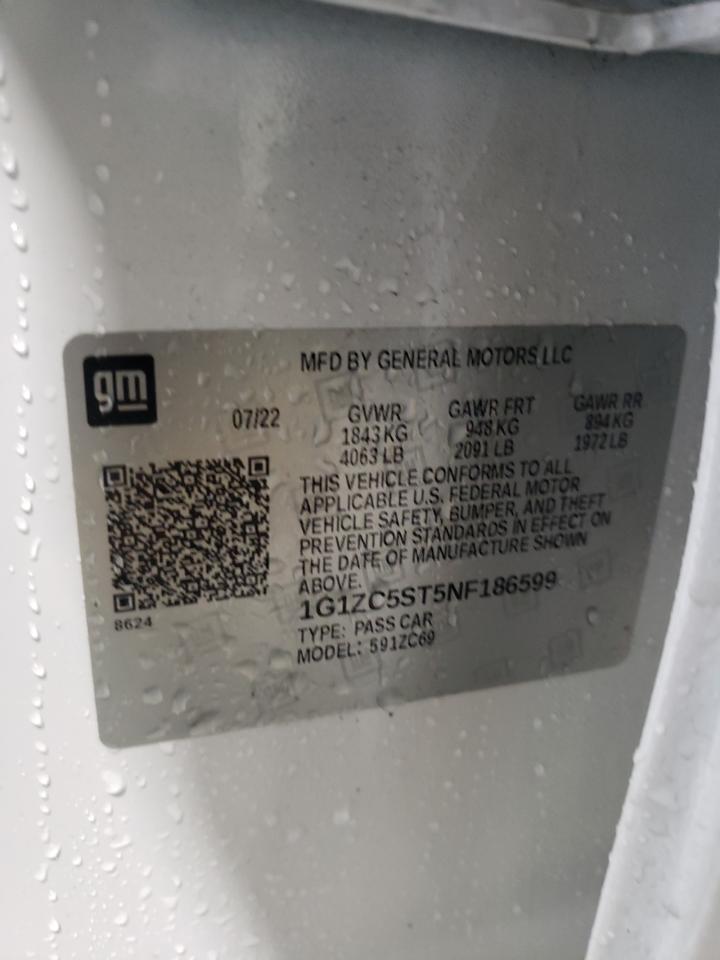 gm
MFD BY GENERAL MOTORS LLC
07/22
GVWR GAWR FRT GAWR RR
1843 KG 948 KG 894 KG
4063 LB 2091 LB 1972 LB
THIS VEHICLE CONFORMS TO ALL
APPLICABLE U.S. FEDERAL MOTOR
VEHICLE SAFETY, BUMPER, AND THEFT
PREVENTION STANDARDS IN EFFECT ON
THE DATE OF MANUFACTURE SHOWN
ABOVE.
1G1ZC5ST5NF186599
8624
TYPE: PASS CAR
MODEL: 591ZC69